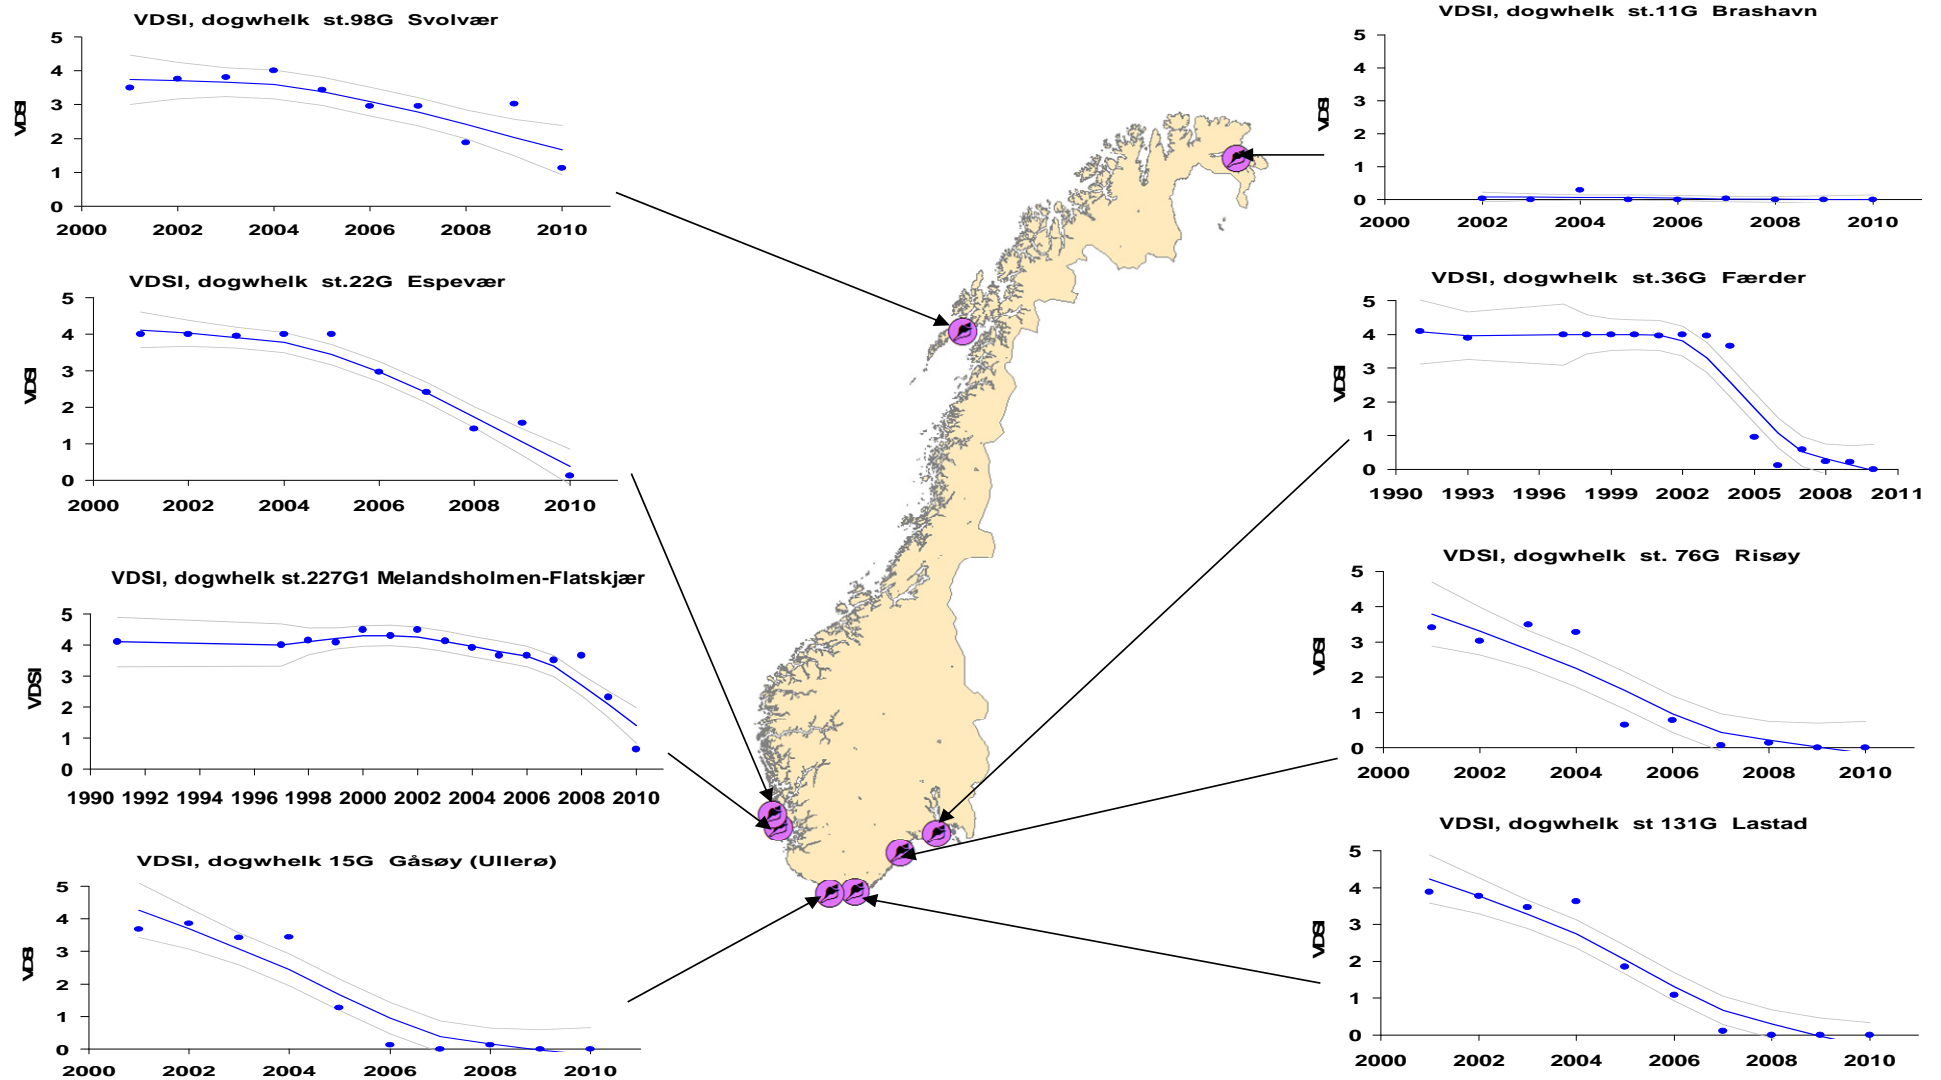 VDSI, dogwhelk st.98G Svolvær
5
4
3
2
1
0
VDSI
2000 2002 2004 2006 2008 2010
VDSI, dogwhelk st.22G Espevær
5
4
3
2
1
0
VDSI
2000 2002 2004 2006 2008 2010
VDSI, dogwhelk st.227G1 Melandsholmen-Flatskjær
5
4
3
2
1
0
VDSI
1990 1992 1994 1996 1998 2000 2002 2004 2006 2008 2010
VDSI, dogwhelk 15G Gåsøy (Ullerø)
5
4
3
2
1
0
VDSI
2000 2002 2004 2006 2008 2010
VDSI, dogwhelk st.11G Brashavn
5
4
3
2
1
0
VDSI
2000 2002 2004 2006 2008 2010
VDSI, dogwhelk st.36G Færder
5
4
3
2
1
0
VDSI
1990 1993 1996 1999 2002 2005 2008 2011
VDSI, dogwhelk st. 76G Risøy
5
4
3
2
1
0
VDSI
2000 2002 2004 2006 2008 2010
VDSI, dogwhelk st 131G Lastad
5
4
3
2
1
0
VDSI
2000 2002 2004 2006 2008 2010